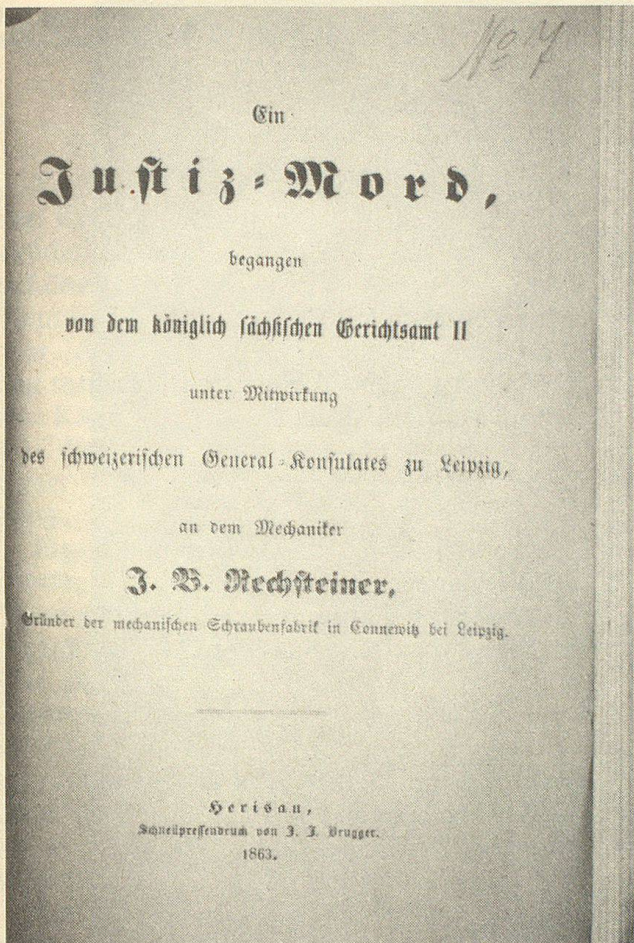 No 7
Ein
Justiz-Mord,
begangen
von dem königlich sächsischen Gerichtsamt II
unter Mitwirkung
des schweizerischen General-Konsulates zu Leipzig,
an dem Mechaniker
J. B. Rechsteiner,
Gründer der mechanischen Schraubenfabrik in Connewitz bei Leipzig.
Herisau,
Schnellpressendruck von J. J. Brugger.
1863.